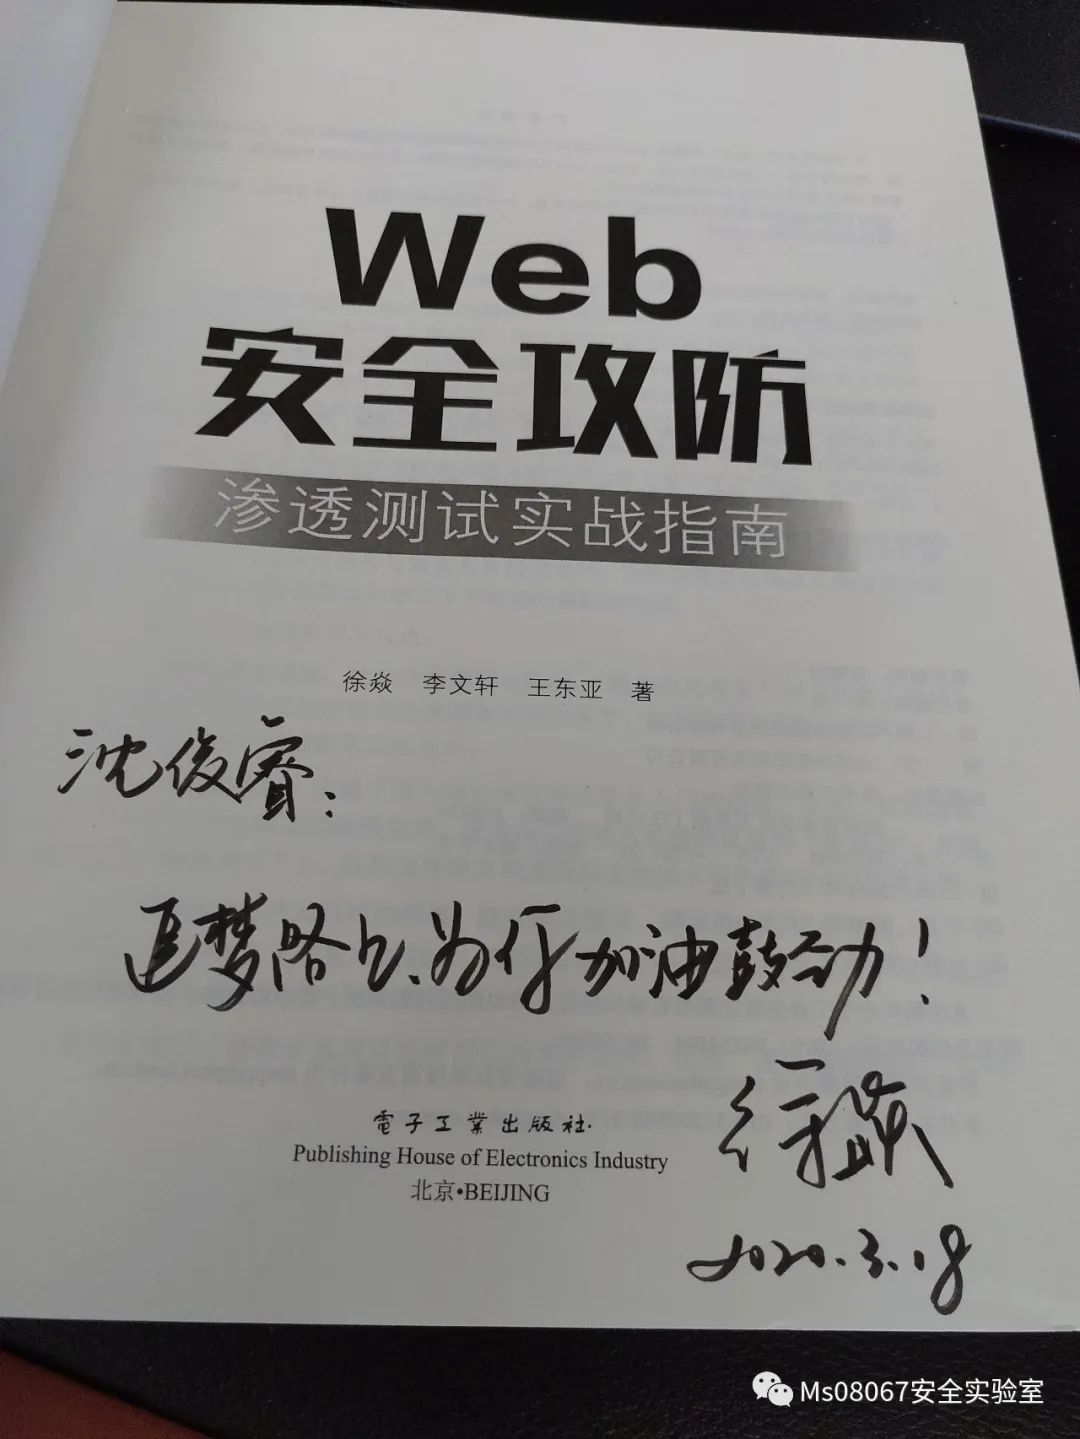 Web
安全攻防
渗透测试实战指南
徐焱 李文轩 王东亚 著
沈俊睿：
追梦路上、为你加油鼓动！
徐焱
2020.3.18
電子工業出版社·
Publishing House of Electronics Industry
北京•BEIJING
Ms08067安全实验室